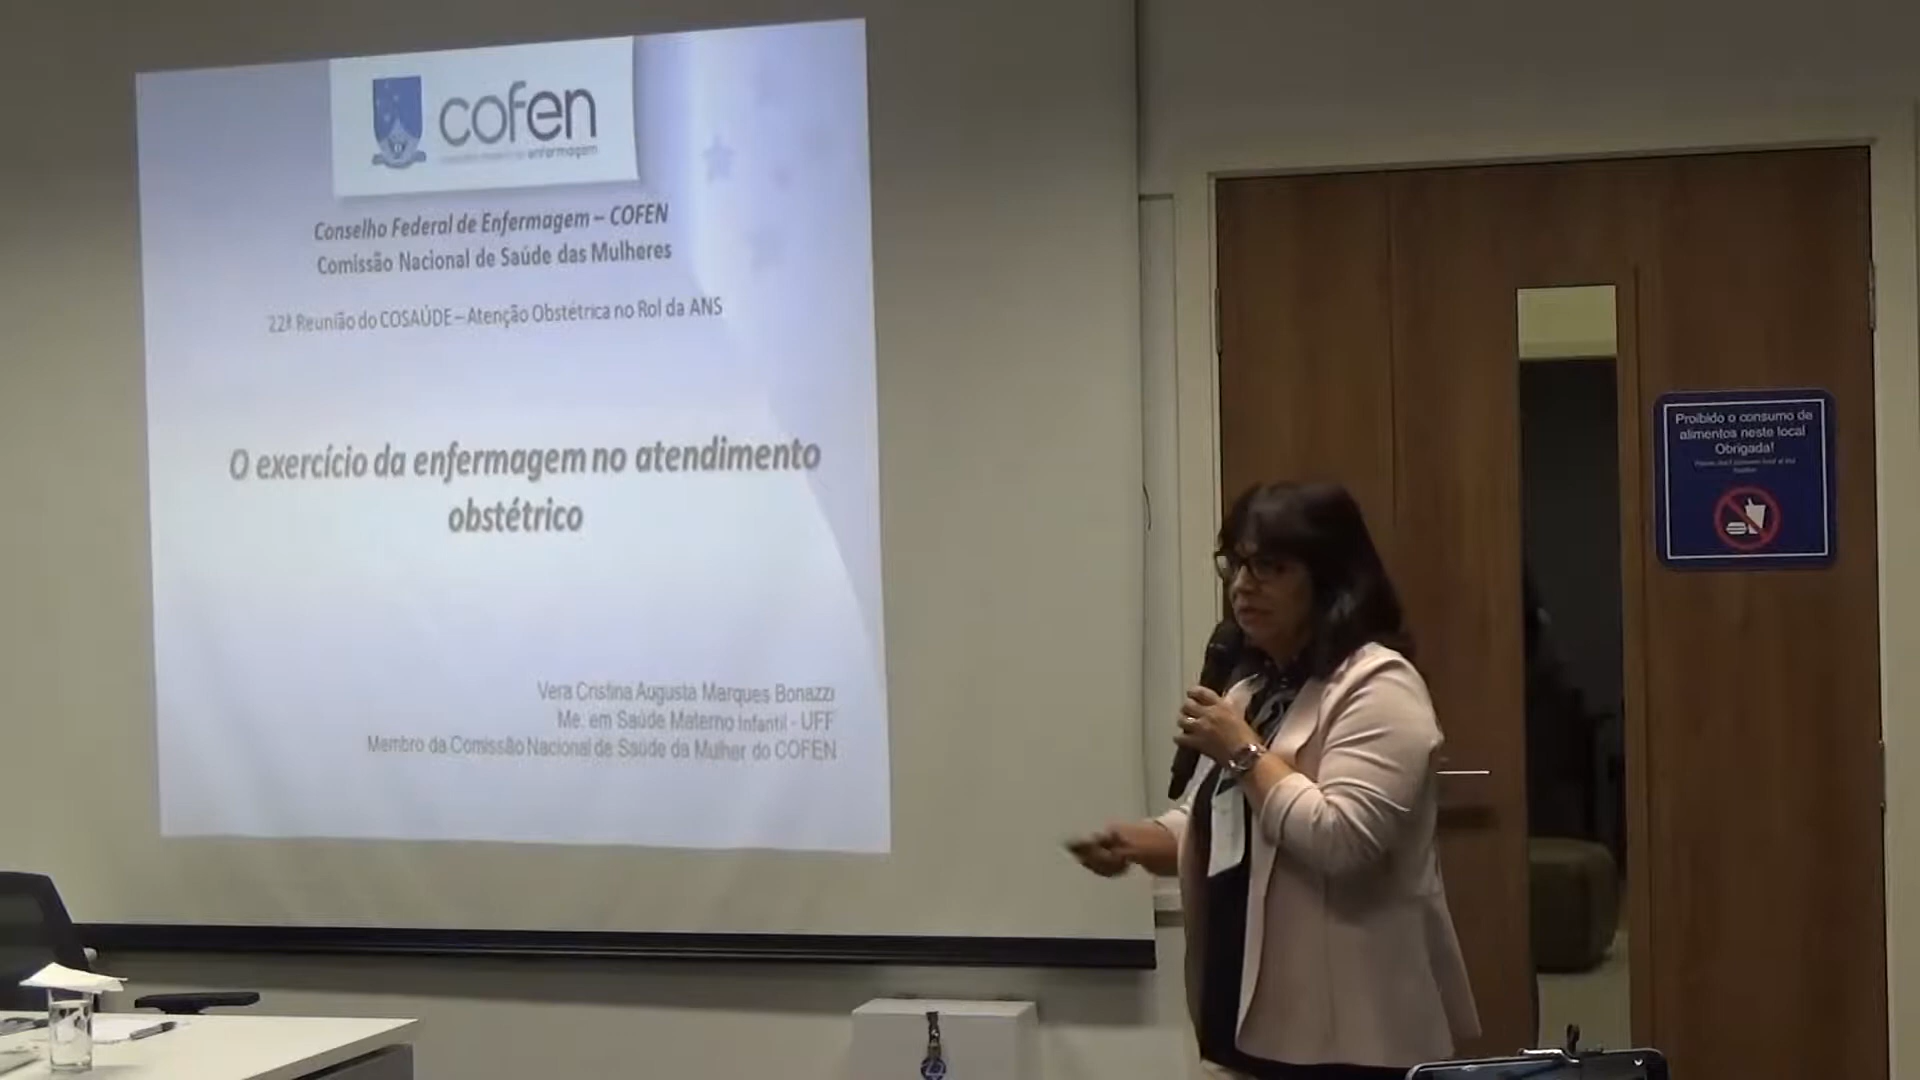 cofen
enfermagem
Conselho Federal de Enfermagem – COFEN
Comissão Nacional de Saúde das Mulheres
22ª Reunião do COSAÚDE – Atenção Obstétrica no Rol da ANS
O exercício da enfermagem no atendimento
obstétrico
Vera Cristina Augusta Marques Bonazzi
Me. em Saúde Materno Infantil - UFF
Membro da Comissão Nacional de Saúde da Mulher do COFEN
Proibido o consumo de
alimentos neste local
Obrigada!